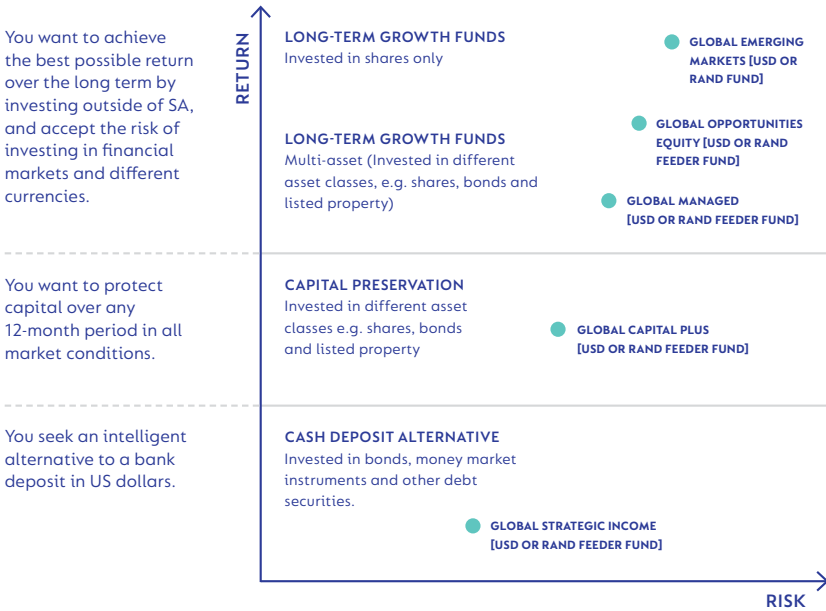 You want to achieve
the best possible return
over the long term by
investing outside of SA,
and accept the risk of
investing in financial
markets and different
currencies.
RETURN
LONG-TERM GROWTH FUNDS
Invested in shares only
GLOBAL EMERGING
MARKETS [USD OR
RAND FUND]
LONG-TERM GROWTH FUNDS
Multi-asset (Invested in different
asset classes, e.g. shares, bonds and
listed property)
GLOBAL OPPORTUNITIES
EQUITY [USD OR RAND
FEEDER FUND]
GLOBAL MANAGED
[USD OR RAND FEEDER FUND]
You want to protect
capital over any
12-month period in all
market conditions.
CAPITAL PRESERVATION
Invested in different asset
classes e.g. shares, bonds
and listed property
GLOBAL CAPITAL PLUS
[USD OR RAND FEEDER FUND]
You seek an intelligent
alternative to a bank
deposit in US dollars.
CASH DEPOSIT ALTERNATIVE
Invested in bonds, money market
instruments and other debt
securities.
GLOBAL STRATEGIC INCOME
[USD OR RAND FEEDER FUND]
RISK